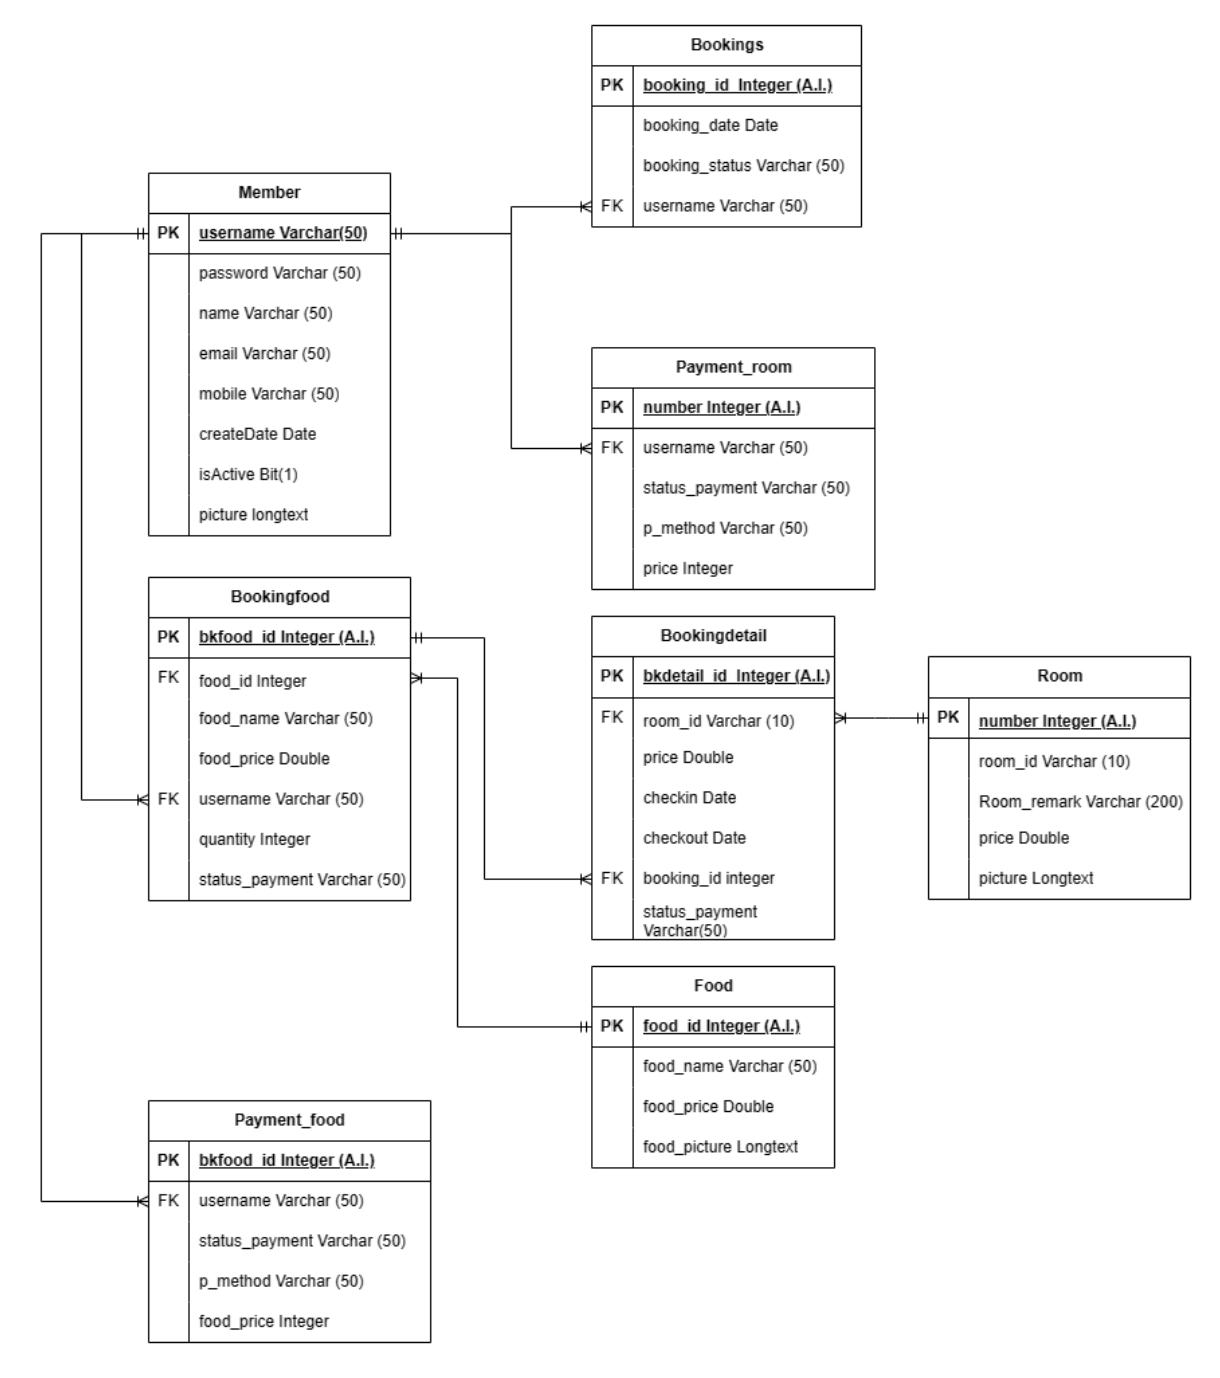 Bookings
PK booking_id Integer (A.I.)
booking_date Date
booking_status Varchar (50)
FK username Varchar (50)
Member
PK username Varchar(50)
password Varchar (50)
name Varchar (50)
email Varchar (50)
mobile Varchar (50)
createDate Date
isActive Bit(1)
picture longtext
Payment_room
PK number Integer (A.I.)
FK username Varchar (50)
status_payment Varchar (50)
p_method Varchar (50)
price Integer
Bookingfood
PK bkfood_id Integer (A.I.)
FK food_id Integer
food_name Varchar (50)
food_price Double
FK username Varchar (50)
quantity Integer
status_payment Varchar (50)
Bookingdetail
PK bkdetail_id Integer (A.I.)
FK room_id Varchar (10)
price Double
checkin Date
checkout Date
FK booking_id integer
status_payment
Varchar(50)
Room
PK number Integer (A.I.)
room_id Varchar (10)
Room_remark Varchar (200)
price Double
picture Longtext
Food
PK food_id Integer (A.I.)
food_name Varchar (50)
food_price Double
food_picture Longtext
Payment_food
PK bkfood_id Integer (A.I.)
FK username Varchar (50)
status_payment Varchar (50)
p_method Varchar (50)
food_price Integer